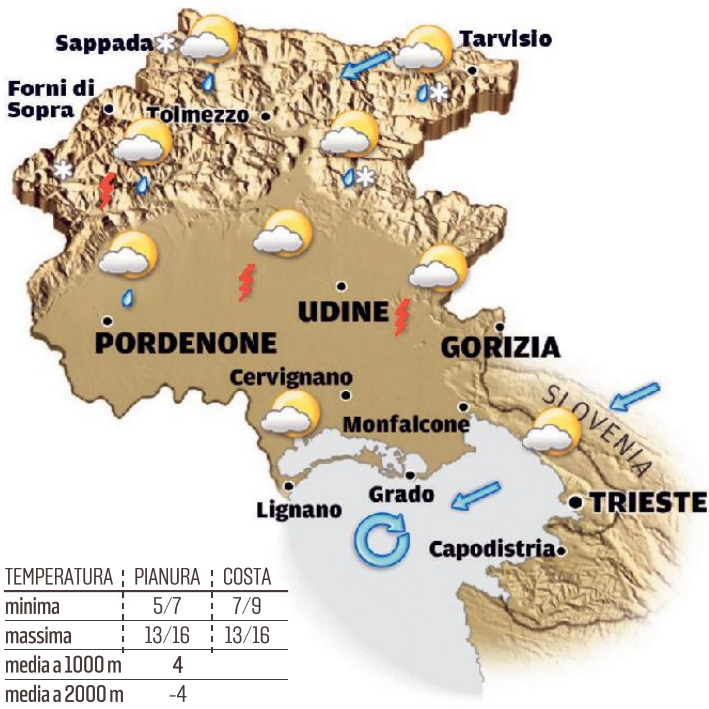 Sappada
Tarvisio
Forni di
Sopra
Tolmezzo
UDINE
PORDENONE
GORIZIA
Cervignano
SLOVENIA
Monfalcone
Lignano
Grado
TRIESTE
Capodistria
TEMPERATURA PIANURA COSTA
minima 5/7 7/9
massima 13/16 13/16
media a 1000 m 4
media a 2000 m -4